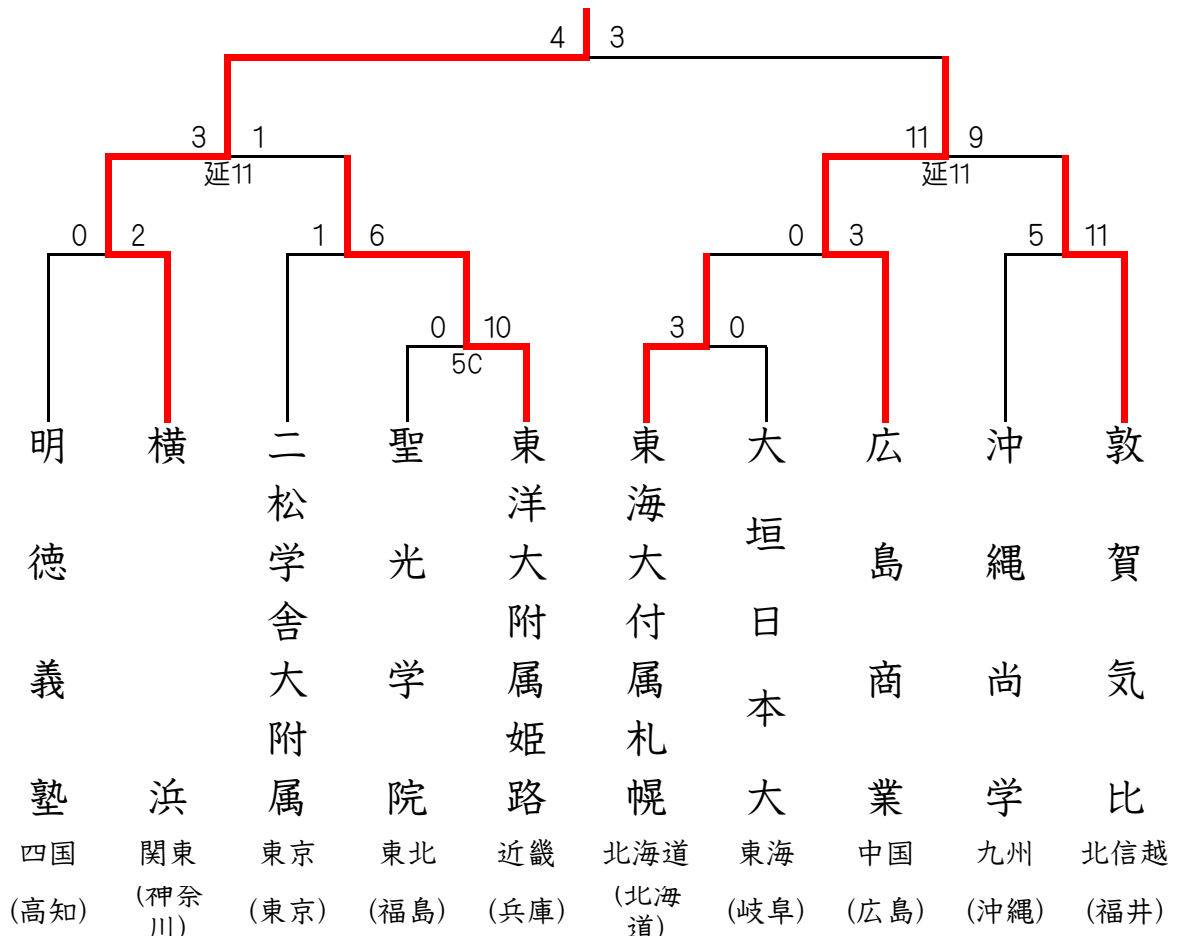 4 3
3 1 11 9
延11 延11
0 2 1 6 0 3 5 11
0 10 3 0
5C
明徳義塾
横浜
二松学舎大附属
聖光学院
東洋大附属姫路
東海大付属札幌
大垣日本大
広島商業
沖縄尚学
敦賀気比
四国 関東 東京 東北 近畿 北海道 東海 中国 九州 北信越
(高知) (神奈川) (東京) (福島) (兵庫) (北海道) (岐阜) (広島) (沖縄) (福井)